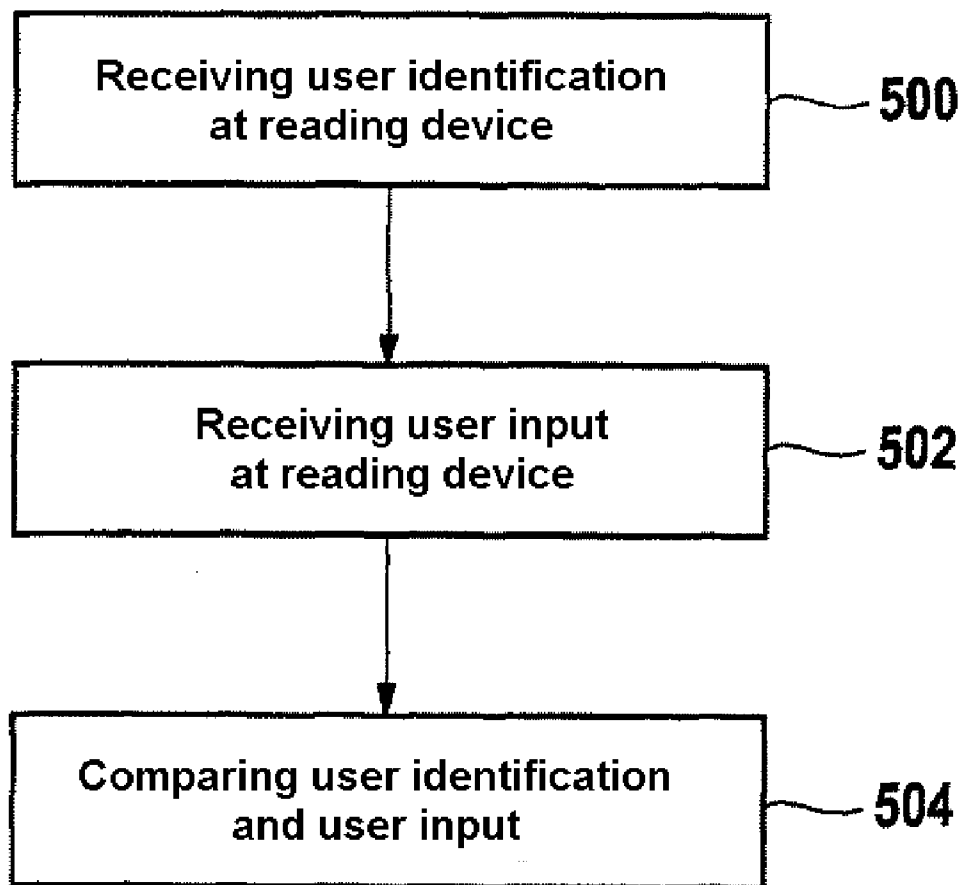 Receiving user identification
at reading device
500
Receiving user input
at reading device
502
Comparing user identification
and user input
504